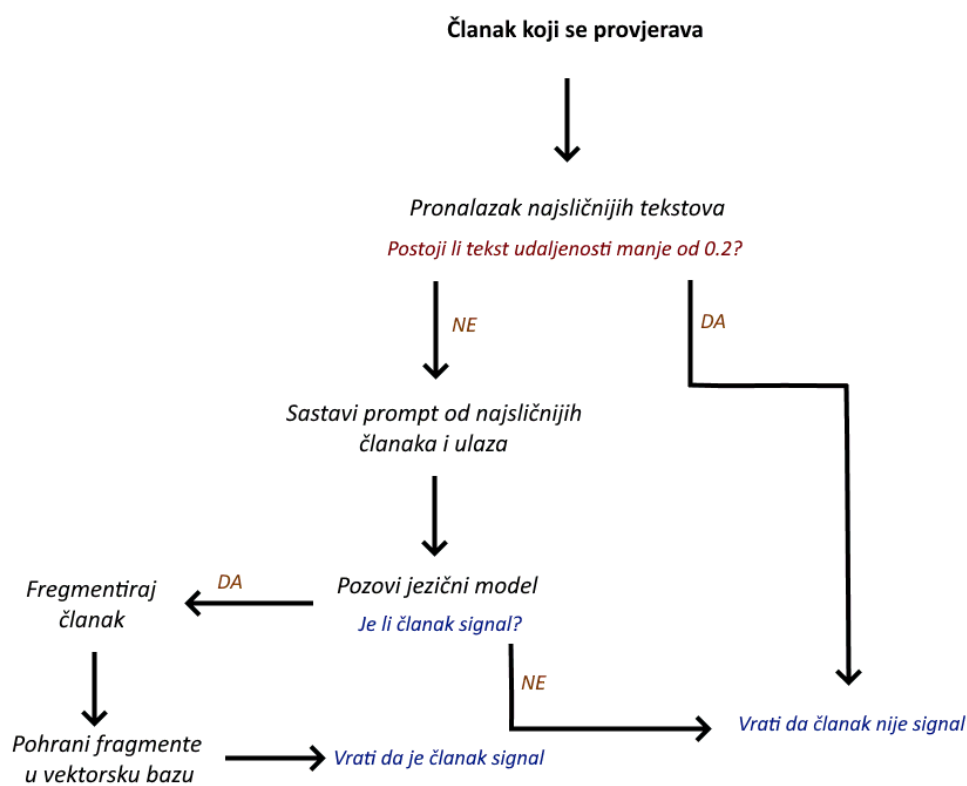 Članak koji se provjerava
Pronalazak najsličnijih tekstova
Postoji li tekst udaljenosti manje od 0.2?
NE
DA
Sastavi prompt od najsličnijih
članaka i ulaza
Pozovi jezični model
Je li članak signal?
DA
Fregmentiraj
članak
NE
Pohrani fragmente
u vektorsku bazu
Vrati da je članak signal
Vrati da članak nije signal